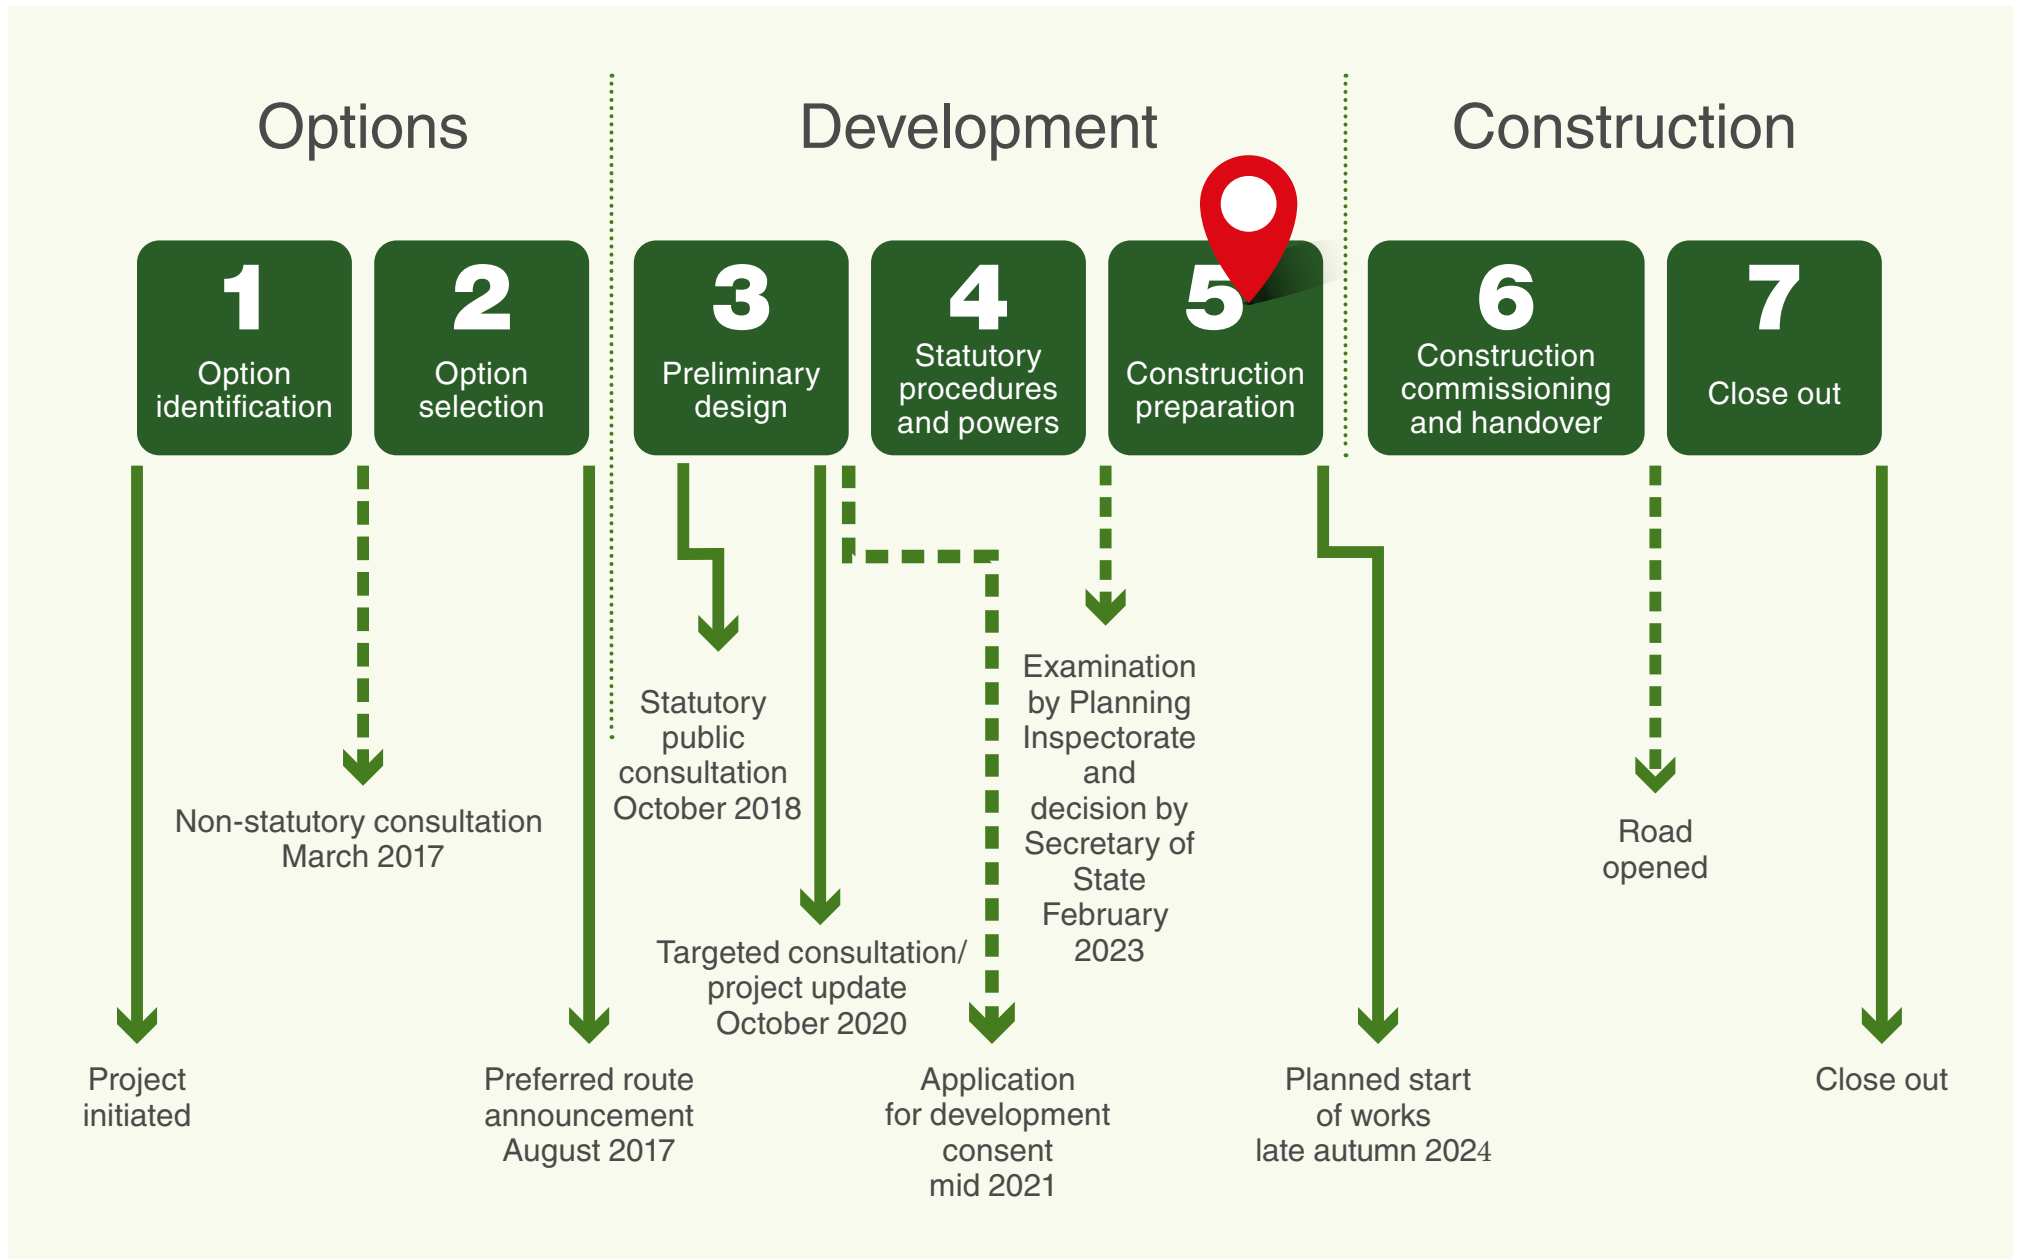 Options
Development
Construction
1
Option
identification
2
Option
selection
3
Preliminary
design
4
Statutory
procedures
and powers
5
Construction
preparation
6
Construction
commissioning
and handover
7
Close out
Project
initiated
Non-statutory consultation
March 2017
Preferred route
announcement
August 2017
Statutory
public
consultation
October 2018
Targeted consultation/
project update
October 2020
Application
for development
consent
mid 2021
Examination
by Planning
Inspectorate
and
decision by
Secretary of
State
February
2023
Planned start
of works
late autumn 2024
Road
opened
Close out